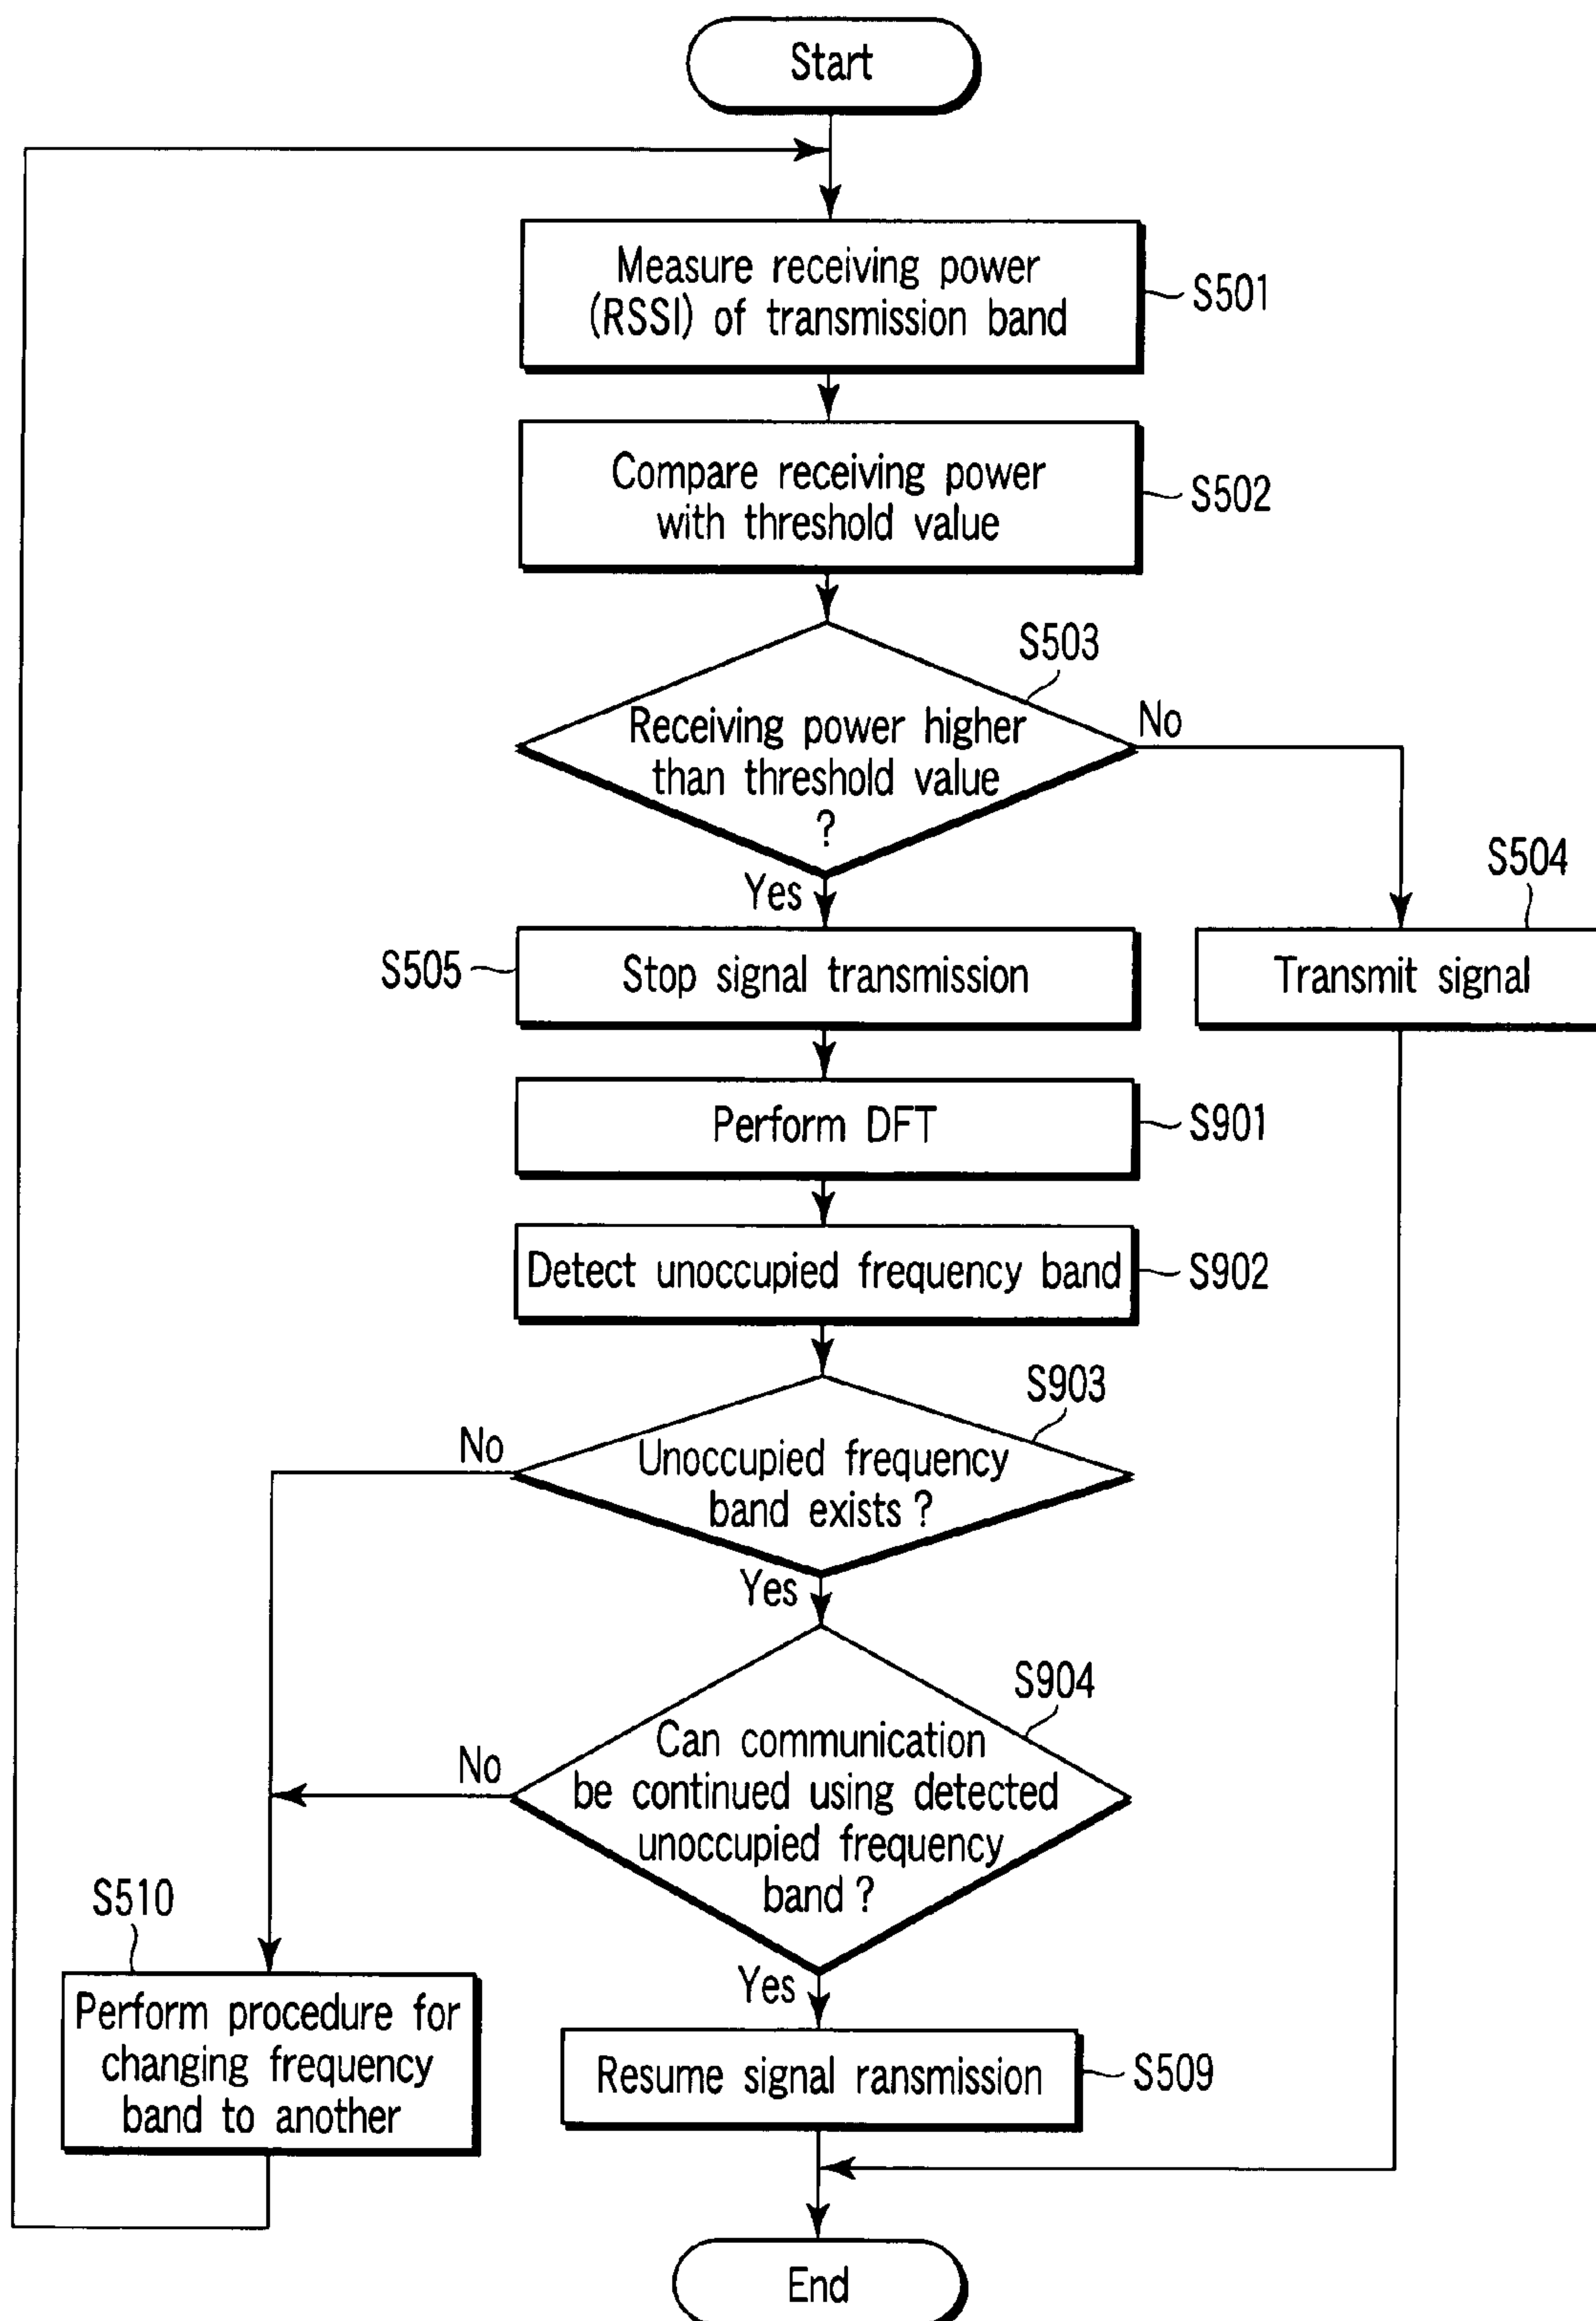 Start
Measure receiving power
(RSSI) of transmission band
S501
Compare receiving power
with threshold value
S502
S503
Receiving power higher
than threshold value
?
No
Yes
S504
Transmit signal
S505
Stop signal transmission
Perform DFT
S901
Detect unoccupied frequency band
S902
S903
Unoccupied frequency
band exists ?
No
Yes
S904
Can communication
be continued using detected
unoccupied frequency
band ?
No
Yes
S510
Perform procedure for
changing frequency
band to another
Resume signal ransmission
S509
End